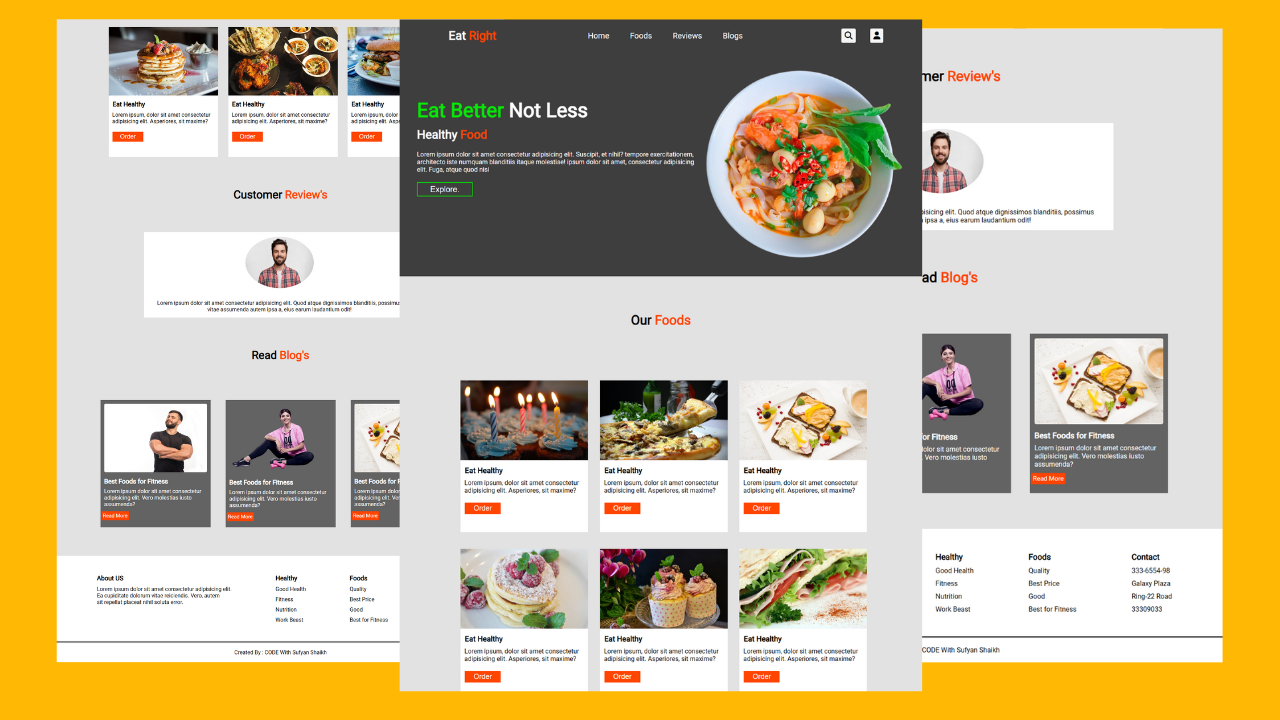 Eat Healthy
Eat Healthy
Eat Healthy
Lorem ipsum, dolor sit amet consectetur
adipisicing elit. Asperiores, sit maxime?
Lorem ipsum, dolor sit amet consectetur
adipisicing elit. Asperiores, sit maxime?
Lorem ipsum, dolor
adipisicing elit. Aspe
Order
Order
Order
Customer Review's
Lorem ipsum dolor sit amet consectetur adipisicing elit. Quod atque dignissimos blanditiis, possimus
vitae assumenda autem ipsa a, eius earum laudantium odit!
Read Blog's
Best Foods for Fitness
Lorem ipsum dolor sit amet consectetur
adipisicing elit. Vero molestias iusto
assumenda?
Read More
Best Foods for Fitness
Lorem ipsum dolor sit amet consectetur
adipisicing elit. Vero molestias iusto
assumenda?
Read More
Best Foods for F
Lorem ipsum dolor
adipisicing elit. Ver
assumenda?
Read More
About US
Lorem ipsum dolor sit amet consectetur adipisicing elit.
Ea cupiditate dolorum vitae reiciendis. Vero, autem
sit repellat placeat nihil soluta error.
Healthy
Good Health
Fitness
Nutrition
Work Beast
Foods
Quality
Best Price
Good
Best for Fitness
Created By : CODE With Sufyan Shaikh
Eat Right
Home
Foods
Reviews
Blogs
Eat Better Not Less
Healthy Food
Lorem ipsum dolor sit amet consectetur adipisicing elit. Suscipit, et nihil? tempore exercitationem,
architecto iste numquam blanditiis itaque molestiae! ipsum dolor sit amet, consectetur adipisicing
elit. Fuga, atque quod nisi
Explore.
Our Foods
Eat Healthy
Lorem ipsum, dolor sit amet consectetur
adipisicing elit. Asperiores, sit maxime?
Order
Eat Healthy
Lorem ipsum, dolor sit amet consectetur
adipisicing elit. Asperiores, sit maxime?
Order
Eat Healthy
Lorem ipsum, dolor sit amet consectetur
adipisicing elit. Asperiores, sit maxime?
Order
Eat Healthy
Lorem ipsum, dolor sit amet consectetur
adipisicing elit. Asperiores, sit maxime?
Order
Eat Healthy
Lorem ipsum, dolor sit amet consectetur
adipisicing elit. Asperiores, sit maxime?
Order
Eat Healthy
Lorem ipsum, dolor sit amet consectetur
adipisicing elit. Asperiores, sit maxime?
Order
mer Review's
isicing elit. Quod atque dignissimos blanditiis, possimus
ipsa a, eius earum laudantium odit!
ad Blog's
for Fitness
dolor sit amet consectetur
Vero molestias iusto
Best Foods for Fitness
Lorem ipsum dolor sit amet consectetur
adipisicing elit. Vero molestias iusto
assumenda?
Read More
Healthy
Good Health
Fitness
Nutrition
Work Beast
Foods
Quality
Best Price
Good
Best for Fitness
Contact
333-6554-98
Galaxy Plaza
Ring-22 Road
33309033
CODE With Sufyan Shaikh